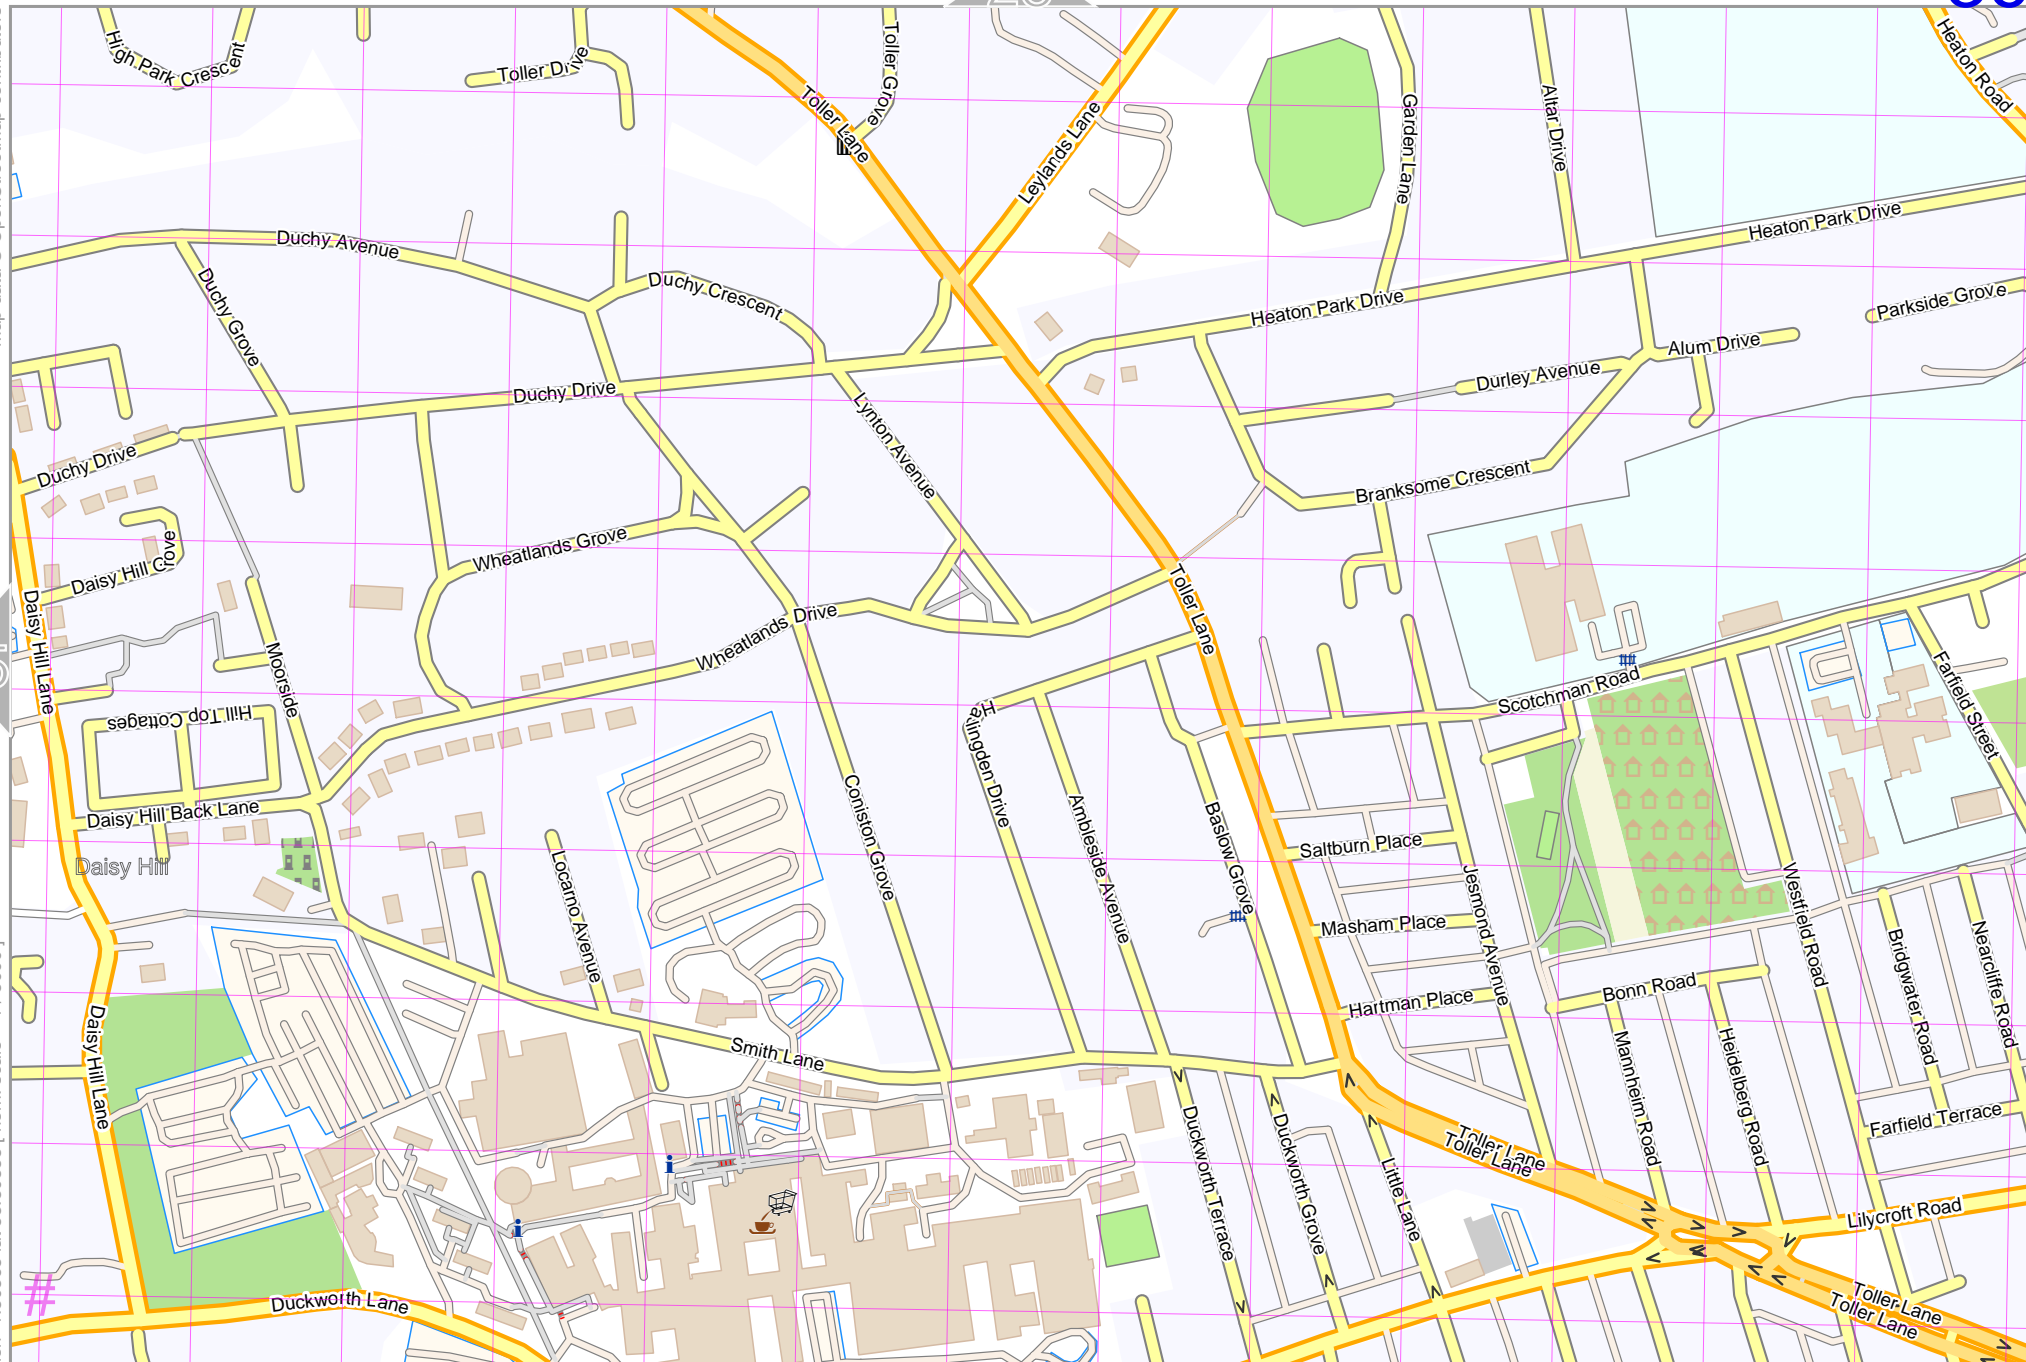 High Park Crescent
Toller Drive
Toller Grove
Toller Lane
Leylands Lane
Garden Lane
Altar Drive
Heaton Road
Heaton Park Drive
Duchy Avenue
Duchy Grove
Duchy Crescent
Heaton Park Drive
Parkside Grove
Alum Drive
Durley Avenue
Duchy Drive
Lynton Avenue
Duchy Drive
Branksome Crescent
Wheatlands Grove
Daisy Hill Grove
Daisy Hill Lane
Toller Lane
Wheatlands Drive
Moorside
Hill Top Cottages
Haslingden Drive
Scotchman Road
Farfield Street
Daisy Hill Back Lane
Daisy Hill
Coniston Grove
Ambleside Avenue
Baslow Grove
Saltburn Place
Jesmond Avenue
Westfield Road
Locarno Avenue
Masham Place
Bridgwater Road
Nearcliffe Road
Hartman Place
Bonn Road
Daisy Hill Lane
Smith Lane
Mannheim Road
Heidelberg Road
Farfield Terrace
Duckworth Terrace
Duckworth Grove
Little Lane
Toller Lane
Toller Lane
Lilycroft Road
Duckworth Lane
Toller Lane
Toller Lane
#